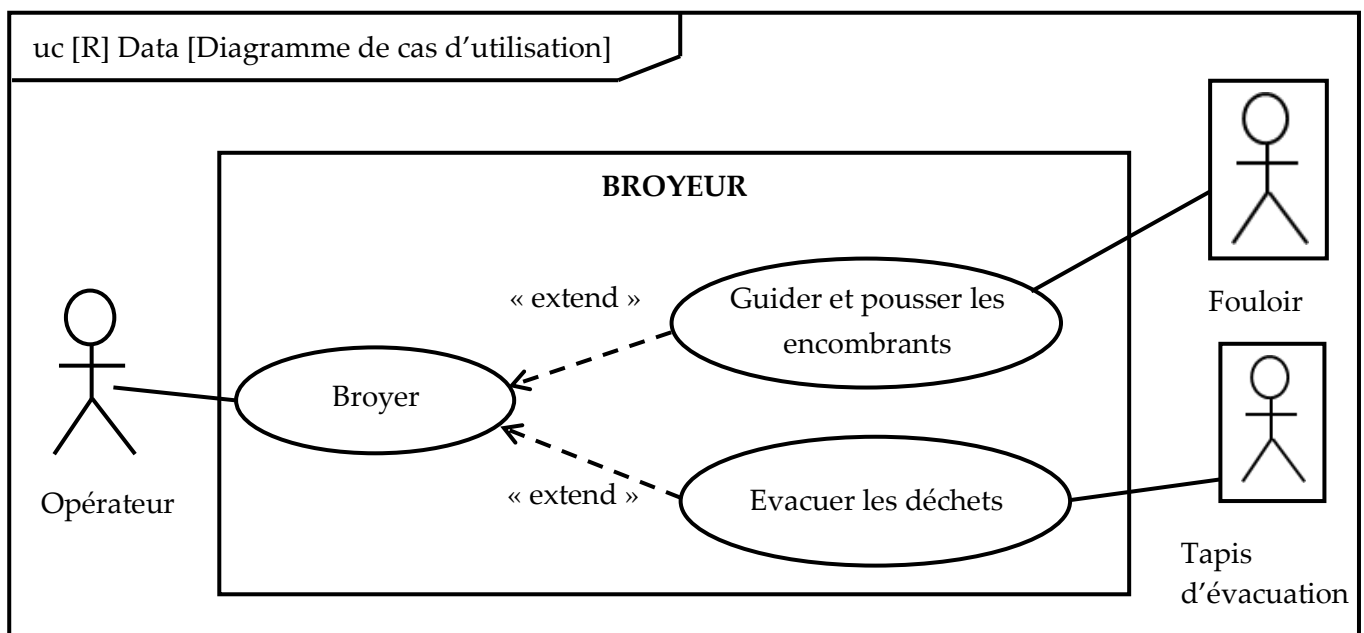 uc [R] Data [Diagramme de cas d’utilisation]
BROYEUR
« extend »
Guider et pousser les
encombrants
Fouloir
Broyer
Opérateur
« extend »
Evacuer les déchets
Tapis
d’évacuation